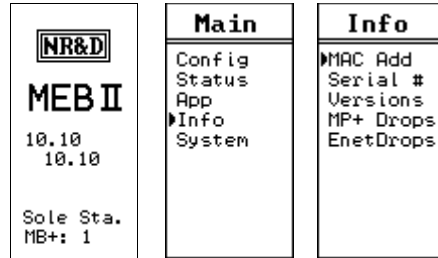 NR&D
MEB II
10.10
10.10
Sole Sta.
MB+: 1
Main
Config
Status
App
Info
System
Info
MAC Add
Serial #
Versions
MP+ Drops
EnetDrops